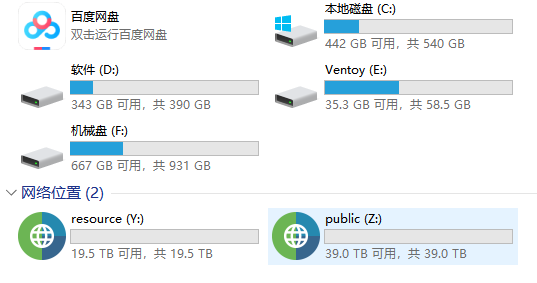 百度网盘
双击运行百度网盘
本地磁盘 (C:)
442 GB 可用，共 540 GB
软件 (D:)
343 GB 可用，共 390 GB
Ventoy (E:)
35.3 GB 可用，共 58.5 GB
机械盘 (F:)
667 GB 可用，共 931 GB
网络位置 (2)
resource (Y:)
19.5 TB 可用，共 19.5 TB
public (Z:)
39.0 TB 可用，共 39.0 TB